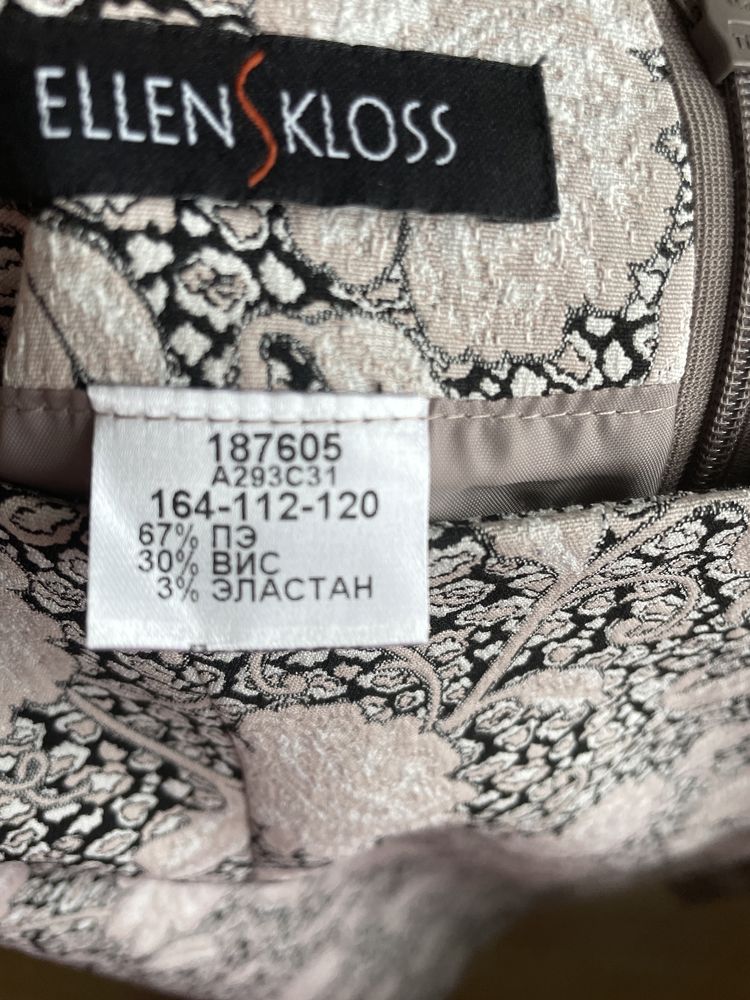 ELLEN KLOSS
187605
A293C31
164-112-120
67% ПЭ
30% ВИС
3% ЭЛАСТАН